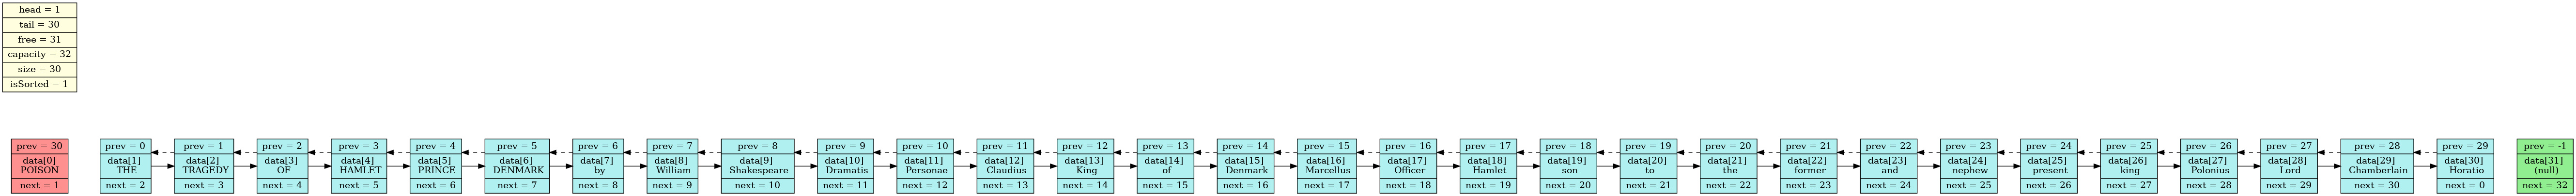 head = 1
tail = 30
free = 31
capacity = 32
size = 30
isSorted = 1
prev = 30
data[0]
POISON
next = 1
prev = 0
data[1]
THE
next = 2
prev = 1
data[2]
TRAGEDY
next = 3
prev = 2
data[3]
OF
next = 4
prev = 3
data[4]
HAMLET
next = 5
prev = 4
data[5]
PRINCE
next = 6
prev = 5
data[6]
DENMARK
next = 7
prev = 6
data[7]
by
next = 8
prev = 7
data[8]
William
next = 9
prev = 8
data[9]
Shakespeare
next = 10
prev = 9
data[10]
Dramatis
next = 11
prev = 10
data[11]
Personae
next = 12
prev = 11
data[12]
Claudius
next = 13
prev = 12
data[13]
King
next = 14
prev = 13
data[14]
of
next = 15
prev = 14
data[15]
Denmark
next = 16
prev = 15
data[16]
Marcellus
next = 17
prev = 16
data[17]
Officer
next = 18
prev = 17
data[18]
Hamlet
next = 19
prev = 18
data[19]
son
next = 20
prev = 19
data[20]
to
next = 21
prev = 20
data[21]
the
next = 22
prev = 21
data[22]
former
next = 23
prev = 22
data[23]
and
next = 24
prev = 23
data[24]
nephew
next = 25
prev = 24
data[25]
present
next = 26
prev = 25
data[26]
king
next = 27
prev = 26
data[27]
Polonius
next = 28
prev = 27
data[28]
Lord
next = 29
prev = 28
data[29]
Chamberlain
next = 30
prev = 29
data[30]
Horatio
next = 0
prev = -1
data[31]
(null)
next = 32